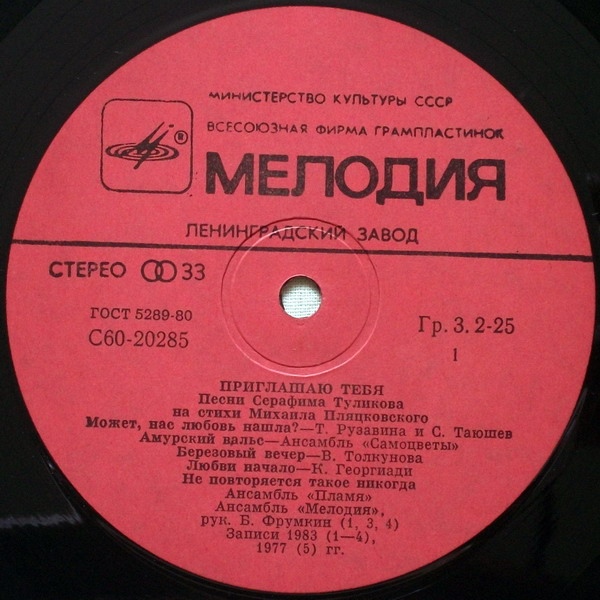 МИНИСТЕРСТВО КУЛЬТУРЫ СССР
ВСЕСОЮЗНАЯ ФИРМА ГРАМПЛАСТИНОК
®
МЕЛОДИЯ
ЛЕНИНГРАДСКИЙ ЗАВОД
СТЕРЕО 33
ГОСТ 5289-80
С60-20285
Гр. 3. 2-25
1
ПРИГЛАШАЮ ТЕБЯ
Песни Серафима Туликова
на стихи Михаила Пляцковского
Может, нас любовь нашла?—Т. Рузавина и С. Таюшев
Амурский вальс—Ансамбль «Самоцветы»
Березовый вечер—В. Толкунова
Любви начало—К. Георгиади
Не повторяется такое никогда
Ансамбль «Пламя»
Ансамбль «Мелодия»,
рук. Б. Фрумкин (1, 3, 4)
Записи 1983 (1—4),
1977 (5) гг.